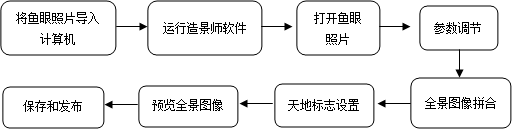 将鱼眼照片导入
计算机
运行造景师软件
打开鱼眼
照片
参数调节
全景图像拼合
天地标志设置
预览全景图像
保存和发布